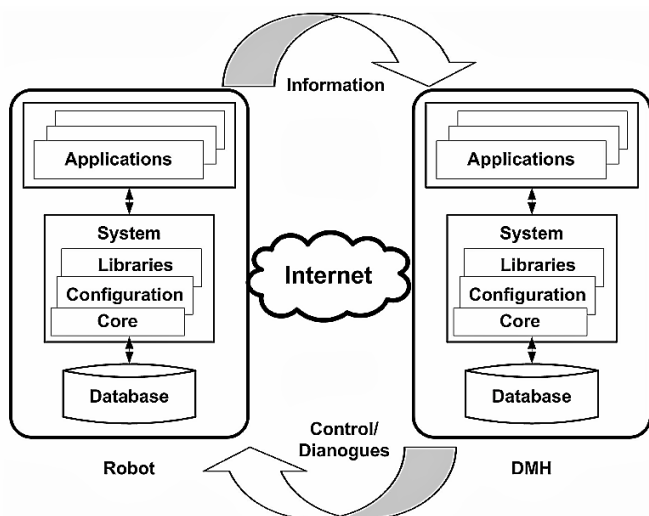 Information
Applications
System
Libraries
Configuration
Core
Database
Robot
Internet
Control/
Dianogues
Applications
System
Libraries
Configuration
Core
Database
DMH